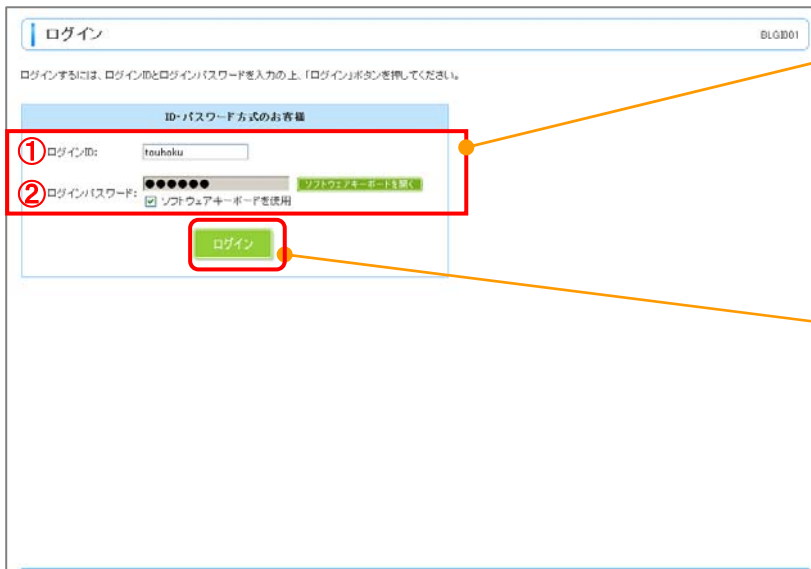 ログイン
BLGI001
ログインするには、ログインIDとログインパスワードを入力の上、「ログイン」ボタンを押してください。
ID・パスワード方式のお客様
① ログインID: touhoku
② ログインパスワード: ●●●●●● ソフトウェアキーボードを開く
ソフトウェアキーボードを使用
ログイン